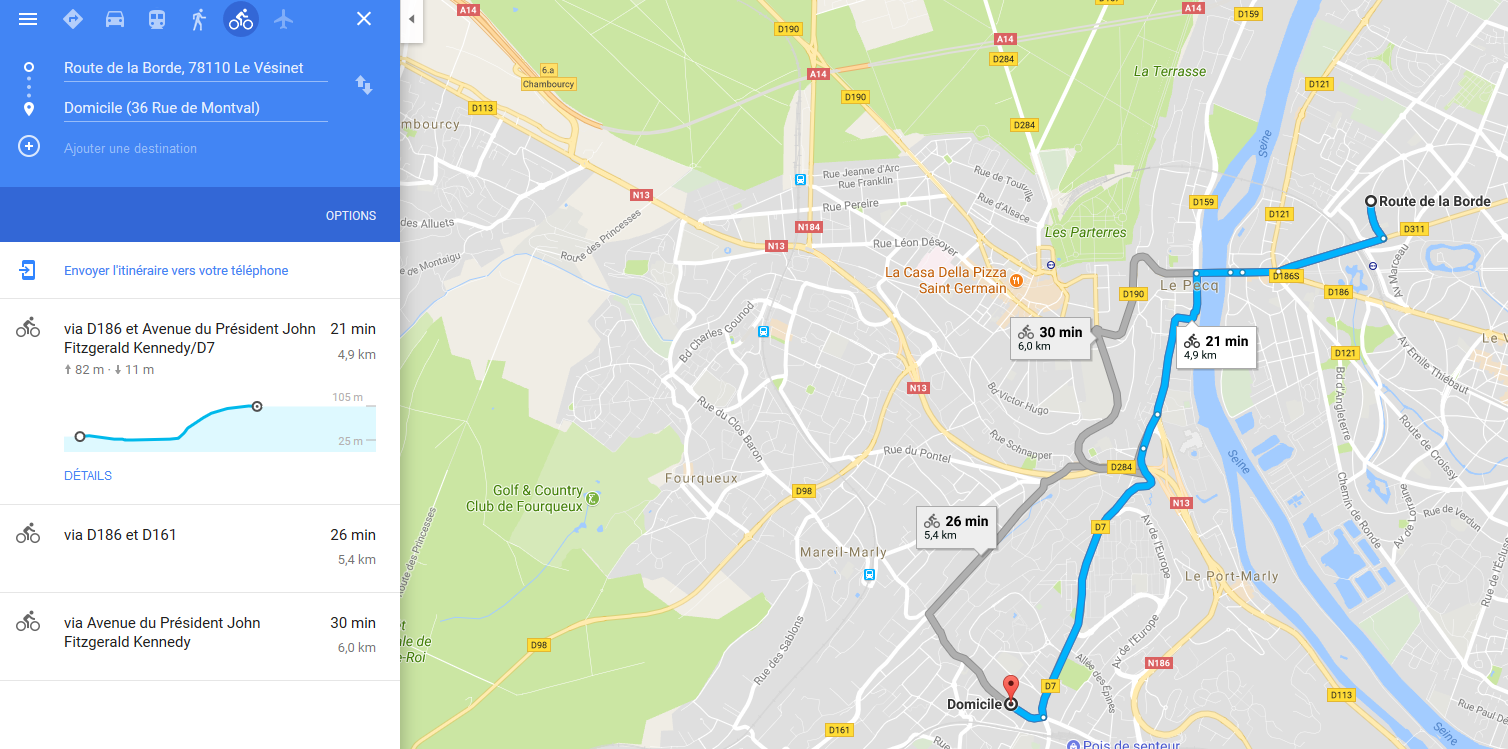 Route de la Borde, 78110 Le Vésinet
Domicile (36 Rue de Montval)
Ajouter une destination
OPTIONS
Envoyer l'itinéraire vers votre téléphone
via D186 et Avenue du Président John
Fitzgerald Kennedy/D7
21 min
4,9 km
82 m · 11 m
105 m
25 m
DÉTAILS
via D186 et D161
26 min
5,4 km
via Avenue du Président John
Fitzgerald Kennedy
30 min
6,0 km
A14
D190
A14
D159
A14
D284
La Terrasse
6.a
Chambourcy
A14
D121
D113
D190
mbourcy
D284
Seine
Rue Jeanne d'Arc
Rue Franklin
Rue de Tourville
N13
Rue Pereire
Rue d'Alsace
D159
D121
Route de la Borde
des Alluets
N184
Route des Princesses
Les Parterres
D311
N13
Rue Léon Désoyer
de Montaigu
La Casa Della Pizza
Saint Germain
D186S
Av Marceau
D190
Le Pecq
D186
Bd Charles Gounod
30 min
6,0 km
21 min
4,9 km
Le V
D121
Av Emile Thiébaut
N13
Bd d'Angleterre
Bd Victor Hugo
Rue du Clos Baron
Route de Croissy
Rue Schnapper
Rue du Pontel
D284
Seine
Fourqueux
D98
Golf & Country
Club de Fourqueux
Chemin de Ronde
Av de Lorraine
Rue de Verdun
N13
26 min
5,4 km
D7
Av de l'Europe
Route des Princesses
Mareil-Marly
Le Port-Marly
Rue de l'Écluse
Rue des Sablons
Av de l'Europe
et
ale de
e-Roi
D98
N186
Allée des Épines
D7
D113
Domicile
D161
Seine
Pois de senteur